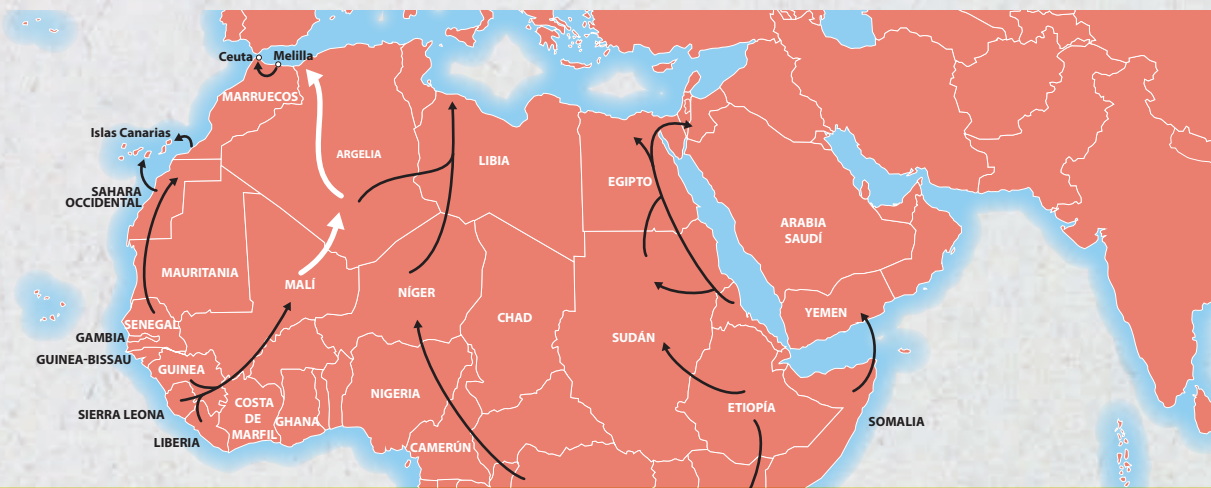 Ceuta
Melilla
MARRUECOS
Islas Canarias
ARGELIA
LIBIA
EGIPTO
SAHARA
OCCIDENTAL
ARABIA
SAUDÍ
MAURITANIA
MALÍ
NÍGER
CHAD
SUDÁN
YEMEN
SENEGAL
GAMBIA
GUINEA-BISSAU
GUINEA
SIERRA LEONA
LIBERIA
COSTA
DE
MARFIL
GHANA
NIGERIA
CAMERÚN
ETIOPÍA
SOMALIA